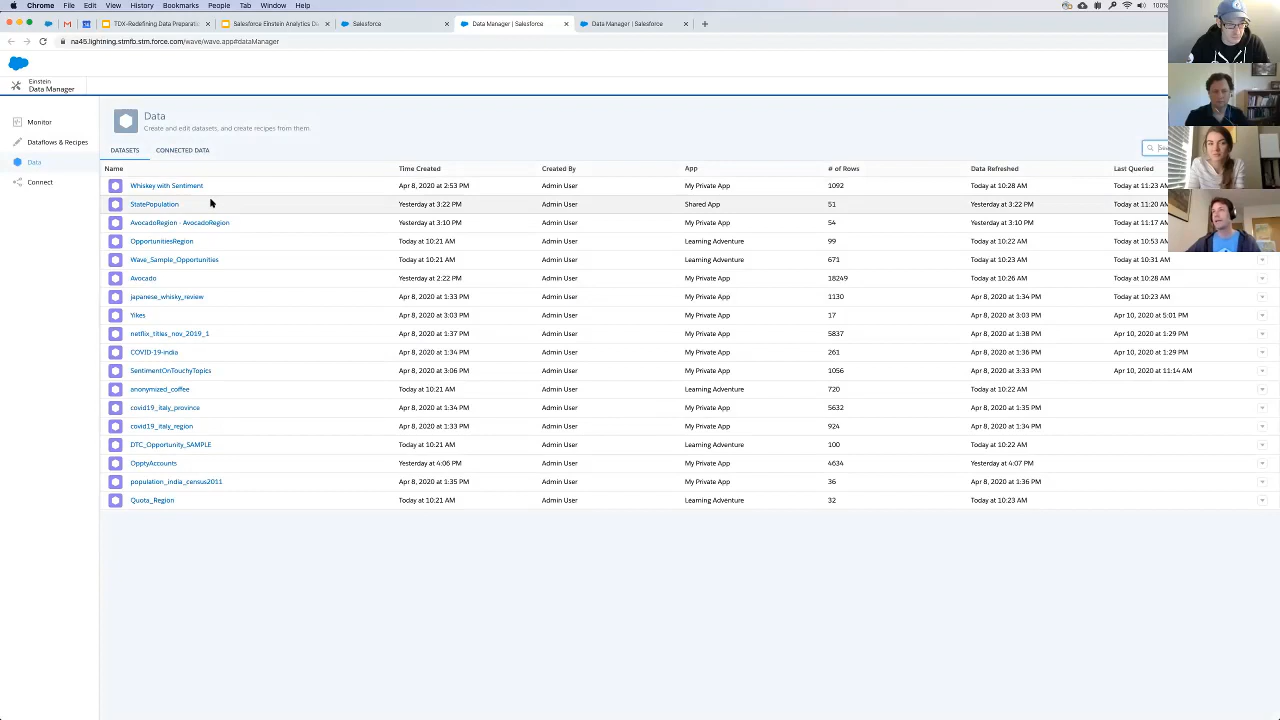 Chrome File Edit View History Bookmarks People Tab Window Help 100%
TDX-Redefining Data Preparati Salesforce Einstein Analytics D Salesforce Data Manager | Salesforce Data Manager | Salesforce
na45.lightning.stmfb.stm.force.com/wave/wave.app#dataManager
Einstein
Data Manager
Monitor
Dataflows & Recipes
Data
Connect
Data
Create and edit datasets, and create recipes from them.
DATASETS CONNECTED DATA
Name Time Created Created By App # of Rows Data Refreshed Last Queried
Whiskey with Sentiment Apr 8, 2020 at 2:53 PM Admin User My Private App 1092 Today at 10:28 AM Today at 11:23
StatePopulation Yesterday at 3:22 PM Admin User Shared App 51 Yesterday at 3:22 PM Today at 11:20 AM
AvocadoRegion - AvocadoRegion Yesterday at 3:10 PM Admin User My Private App 54 Yesterday at 3:10 PM Today at 11:17 AM
OpportunitiesRegion Today at 10:21 AM Admin User Learning Adventure 99 Today at 10:22 AM Today at 10:53 AM
Wave_Sample_Opportunities Today at 10:21 AM Admin User Learning Adventure 671 Today at 10:23 AM Today at 10:31 AM
Avocado Yesterday at 2:22 PM Admin User My Private App 18249 Today at 10:26 AM Today at 10:28 AM
japanese_whisky_review Apr 8, 2020 at 1:33 PM Admin User My Private App 1130 Apr 8, 2020 at 1:34 PM Today at 10:23 AM
Yikes Apr 8, 2020 at 3:03 PM Admin User My Private App 17 Apr 8, 2020 at 3:03 PM Apr 10, 2020 at 5:01 PM
netflix_titles_nov_2019_1 Apr 8, 2020 at 1:37 PM Admin User My Private App 5837 Apr 8, 2020 at 1:38 PM Apr 10, 2020 at 1:29 PM
COVID-19-india Apr 8, 2020 at 1:34 PM Admin User My Private App 261 Apr 8, 2020 at 1:36 PM Apr 10, 2020 at 1:29 PM
SentimentOnTouchyTopics Apr 8, 2020 at 3:06 PM Admin User My Private App 1056 Apr 8, 2020 at 3:33 PM Apr 10, 2020 at 11:14 AM
anonymized_coffee Today at 10:21 AM Admin User Learning Adventure 720 Today at 10:22 AM
covid19_italy_province Apr 8, 2020 at 1:34 PM Admin User My Private App 5632 Apr 8, 2020 at 1:35 PM
covid19_italy_region Apr 8, 2020 at 1:33 PM Admin User My Private App 924 Apr 8, 2020 at 1:34 PM
DTC_Opportunity_SAMPLE Today at 10:21 AM Admin User Learning Adventure 100 Today at 10:22 AM
OpptyAccounts Yesterday at 4:06 PM Admin User My Private App 4634 Yesterday at 4:07 PM
population_india_census2011 Apr 8, 2020 at 1:35 PM Admin User My Private App 36 Apr 8, 2020 at 1:36 PM
Quota_Region Today at 10:21 AM Admin User Learning Adventure 32 Today at 10:23 AM